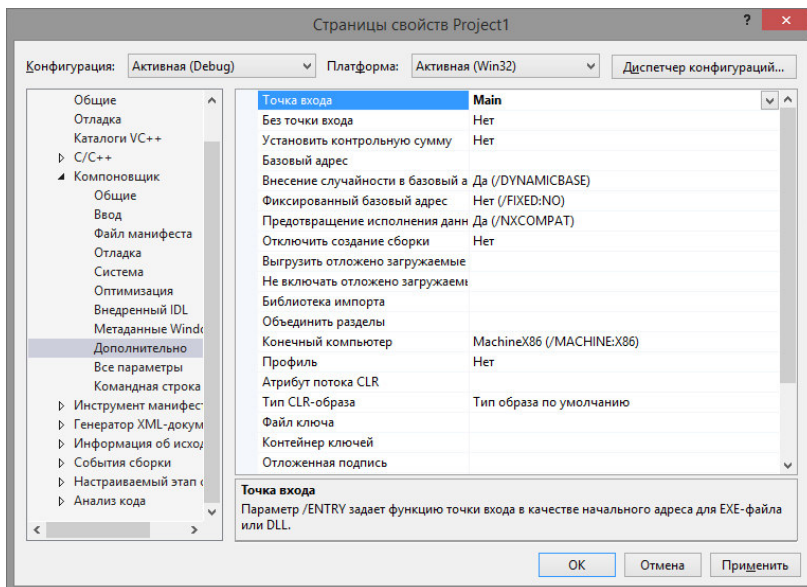 Страницы свойств Project1
?
Конфигурация: Активная (Debug) Платформа: Активная (Win32) Диспетчер конфигураций...
Общие
Отладка
Каталоги VC++
C/C++
Компоновщик
Общие
Ввод
Файл манифеста
Отладка
Система
Оптимизация
Внедренный IDL
Метаданные Windo
Дополнительно
Все параметры
Командная строка
Инструмент манифес
Генератор XML-докум
Информация об исход
События сборки
Настраиваемый этап с
Анализ кода
Точка входа Main
Без точки входа Нет
Установить контрольную сумму Нет
Базовый адрес
Внесение случайности в базовый а Да (/DYNAMICBASE)
Фиксированный базовый адрес Нет (/FIXED:NO)
Предотвращение исполнения данн Да (/NXCOMPAT)
Отключить создание сборки Нет
Выгрузить отложено загружаемые
Не включать отложено загружаемь
Библиотека импорта
Объединить разделы
Конечный компьютер MachineX86 (/MACHINE:X86)
Профиль Нет
Атрибут потока CLR
Тип CLR-образа Тип образа по умолчанию
Файл ключа
Контейнер ключей
Отложенная подпись
Точка входа
Параметр /ENTRY задает функцию точки входа в качестве начального адреса для EXE-файла
или DLL.
ОК Отмена Применить